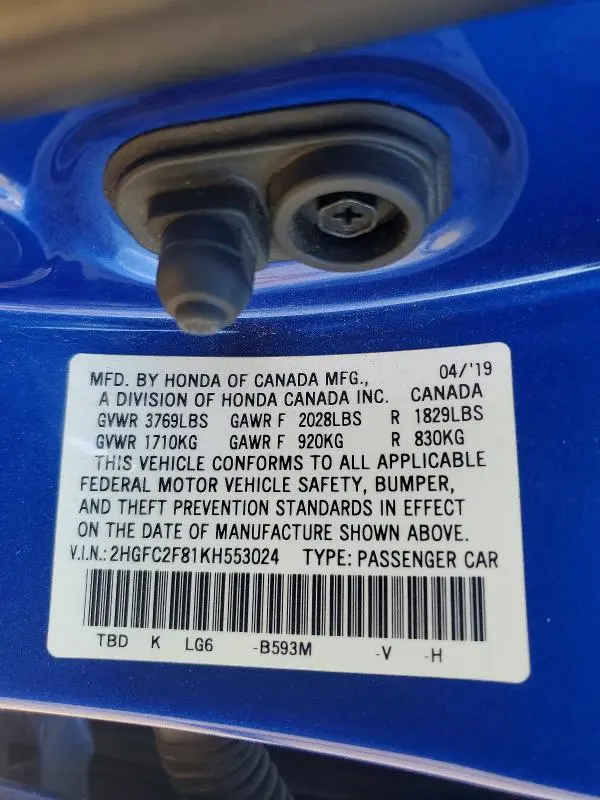 MFD. BY HONDA OF CANADA MFG., 04/'19
A DIVISION OF HONDA CANADA INC. CANADA
GVWR 3769LBS GAWR F 2028LBS R 1829LBS
GVWR 1710KG GAWR F 920KG R 830KG
THIS VEHICLE CONFORMS TO ALL APPLICABLE
FEDERAL MOTOR VEHICLE SAFETY, BUMPER,
AND THEFT PREVENTION STANDARDS IN EFFECT
ON THE DATE OF MANUFACTURE SHOWN ABOVE.
V.I.N.:2HGFC2F81KH553024 TYPE: PASSENGER CAR
TBD K LG6 -B593M -V -H